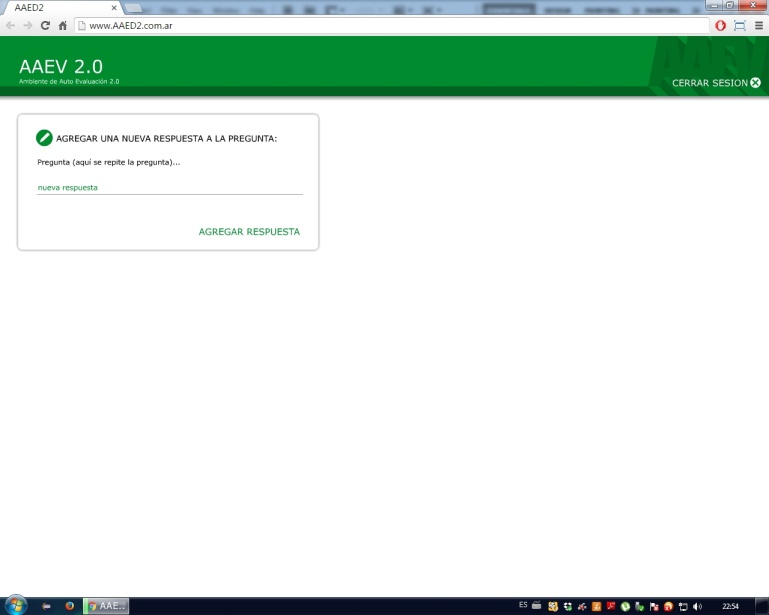 AAED2
www.AAED2.com.ar
AAEV 2.0
Ambiente de Auto Evaluación 2.0
AAEV
CERRAR SESION
AGREGAR UNA NUEVA RESPUESTA A LA PREGUNTA:
Pregunta (aquí se repite la pregunta)...
nueva respuesta
AGREGAR RESPUESTA
AAE...
ES
22:54